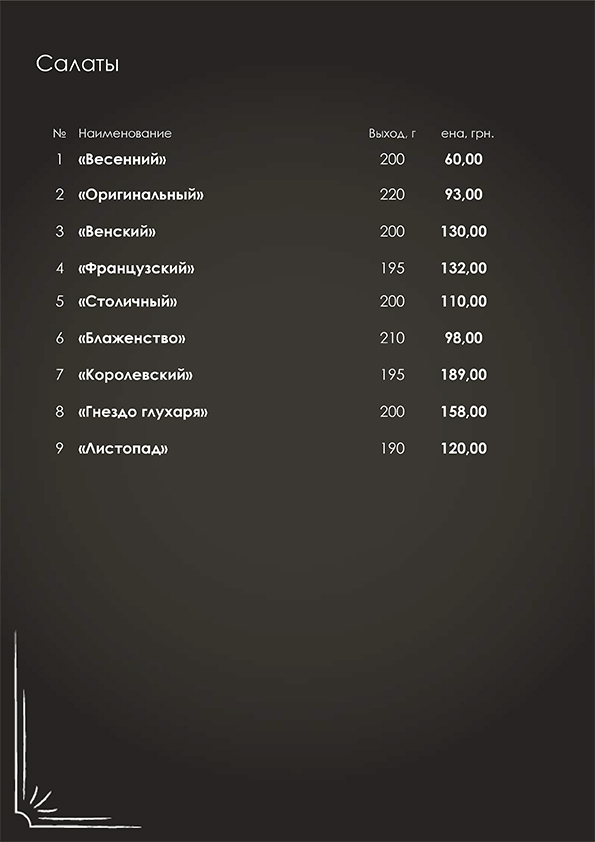 Салаты
№ Наименование Выход, г ена, грн.
1 «Весенний» 200 60,00
2 «Оригинальный» 220 93,00
3 «Венский» 200 130,00
4 «Французский» 195 132,00
5 «Столичный» 200 110,00
6 «Блаженство» 210 98,00
7 «Королевский» 195 189,00
8 «Гнездо глухаря» 200 158,00
9 «Листопад» 190 120,00